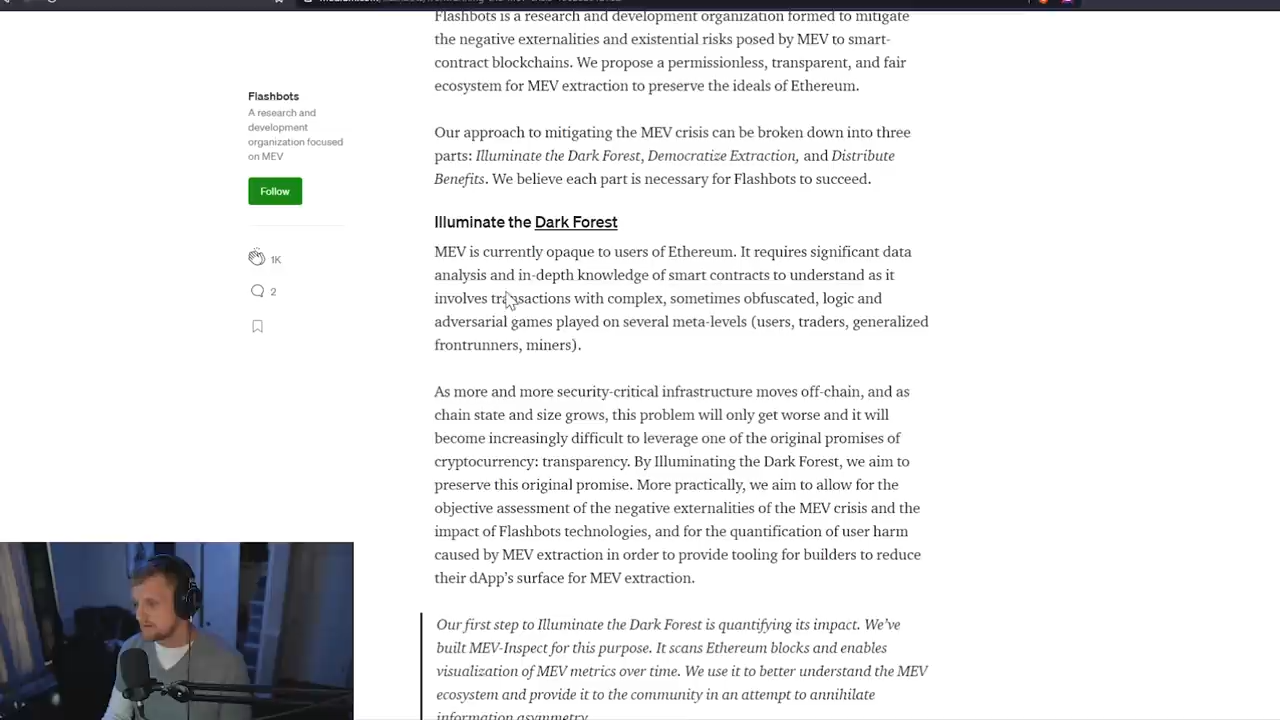 Flashbots is a research and development organization formed to mitigate
the negative externalities and existential risks posed by MEV to smart-
contract blockchains. We propose a permissionless, transparent, and fair
ecosystem for MEV extraction to preserve the ideals of Ethereum.
Flashbots
A research and
development
organization focused
on MEV
Follow
1K
2
Our approach to mitigating the MEV crisis can be broken down into three
parts: Illuminate the Dark Forest, Democratize Extraction, and Distribute
Benefits. We believe each part is necessary for Flashbots to succeed.
Illuminate the Dark Forest
MEV is currently opaque to users of Ethereum. It requires significant data
analysis and in-depth knowledge of smart contracts to understand as it
involves transactions with complex, sometimes obfuscated, logic and
adversarial games played on several meta-levels (users, traders, generalized
frontrunners, miners).
As more and more security-critical infrastructure moves off-chain, and as
chain state and size grows, this problem will only get worse and it will
become increasingly difficult to leverage one of the original promises of
cryptocurrency: transparency. By Illuminating the Dark Forest, we aim to
preserve this original promise. More practically, we aim to allow for the
objective assessment of the negative externalities of the MEV crisis and the
impact of Flashbots technologies, and for the quantification of user harm
caused by MEV extraction in order to provide tooling for builders to reduce
their dApp's surface for MEV extraction.
Our first step to Illuminate the Dark Forest is quantifying its impact. We've
built MEV-Inspect for this purpose. It scans Ethereum blocks and enables
visualization of MEV metrics over time. We use it to better understand the MEV
ecosystem and provide it to the community in an attempt to annihilate
information asymmetry